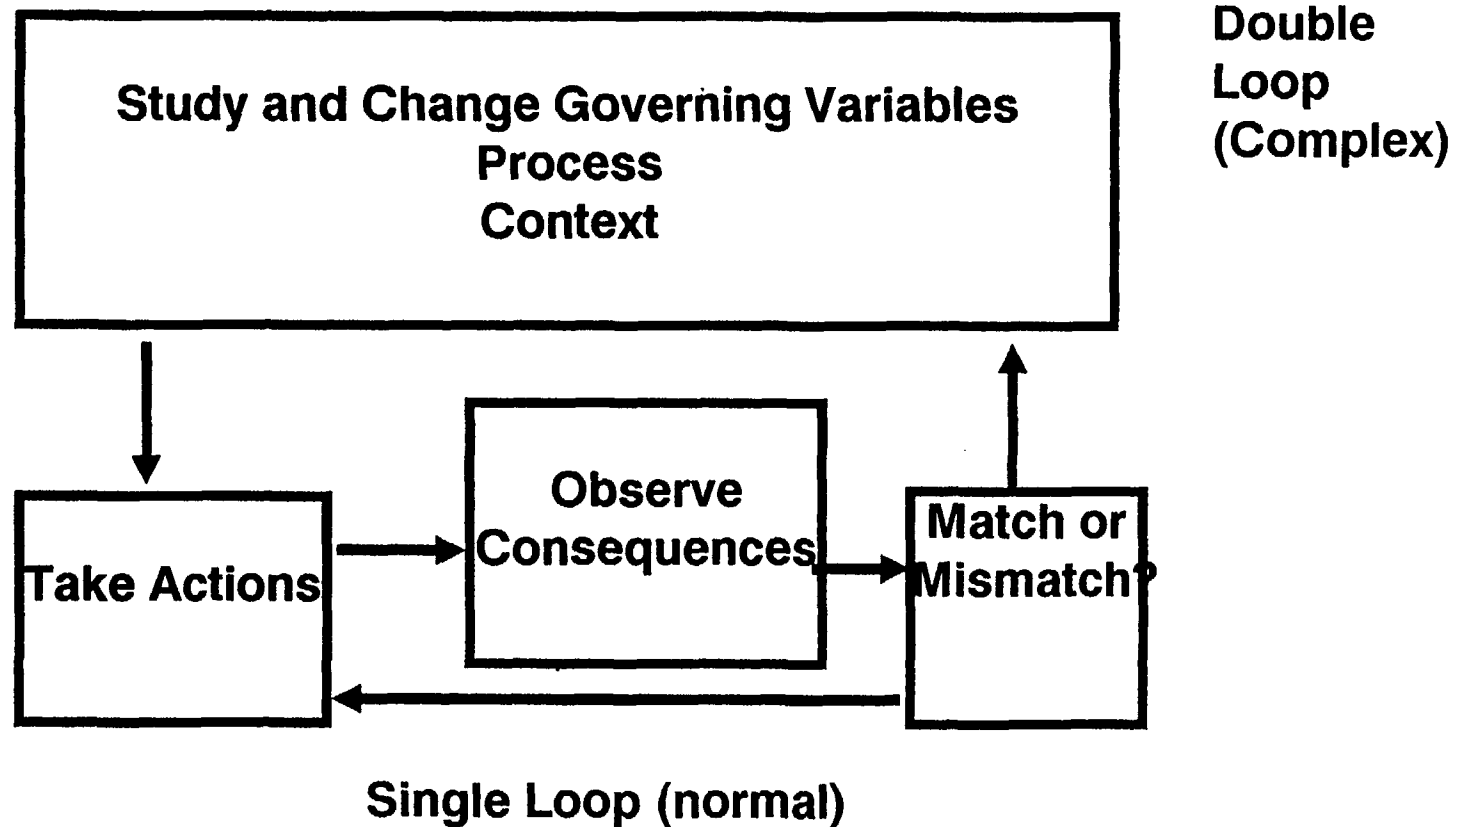 Double
Loop
(Complex)
Study and Change Governing Variables
Process
Context
Observe
Consequences
Match or
Mismatch?
Take Actions
Single Loop (normal)